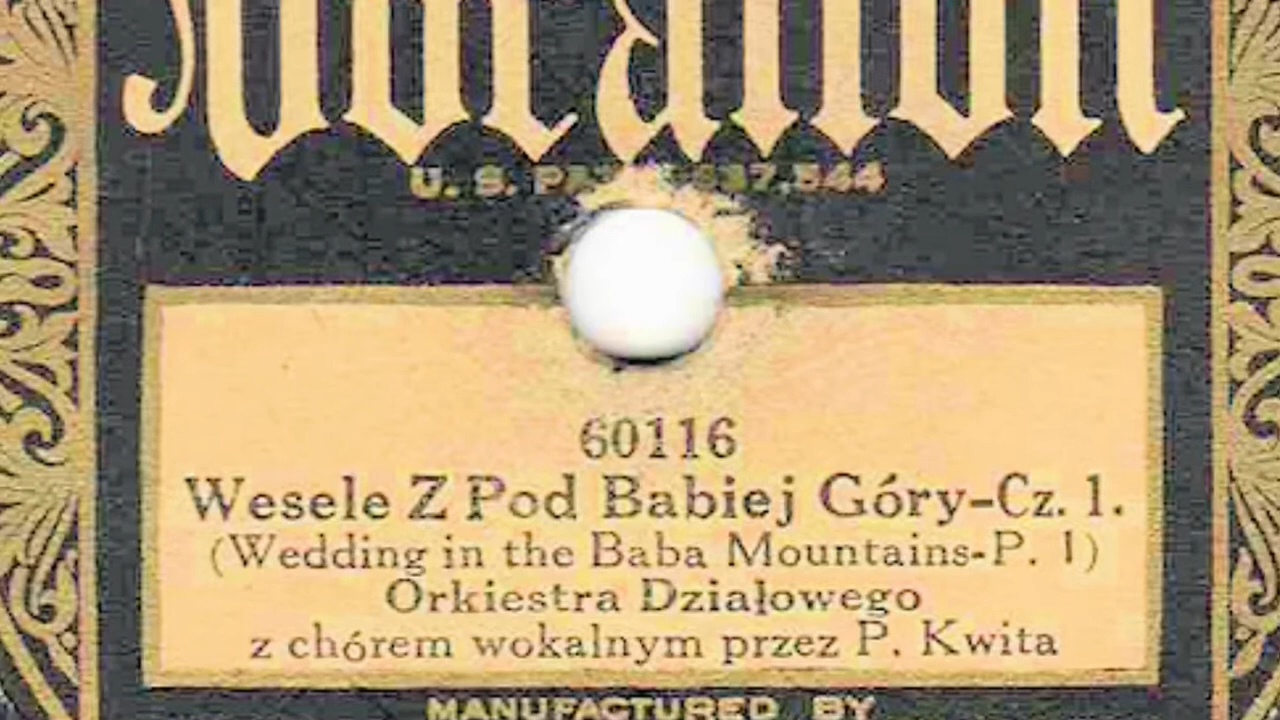 U. S.
60116
Wesele Z Pod Babiej Góry-Cz. 1.
(Wedding in the Baba Mountains-P. 1)
Orkiestra Działowego
z chórem wokalnym przez P. Kwita
MANUFACTURED BY